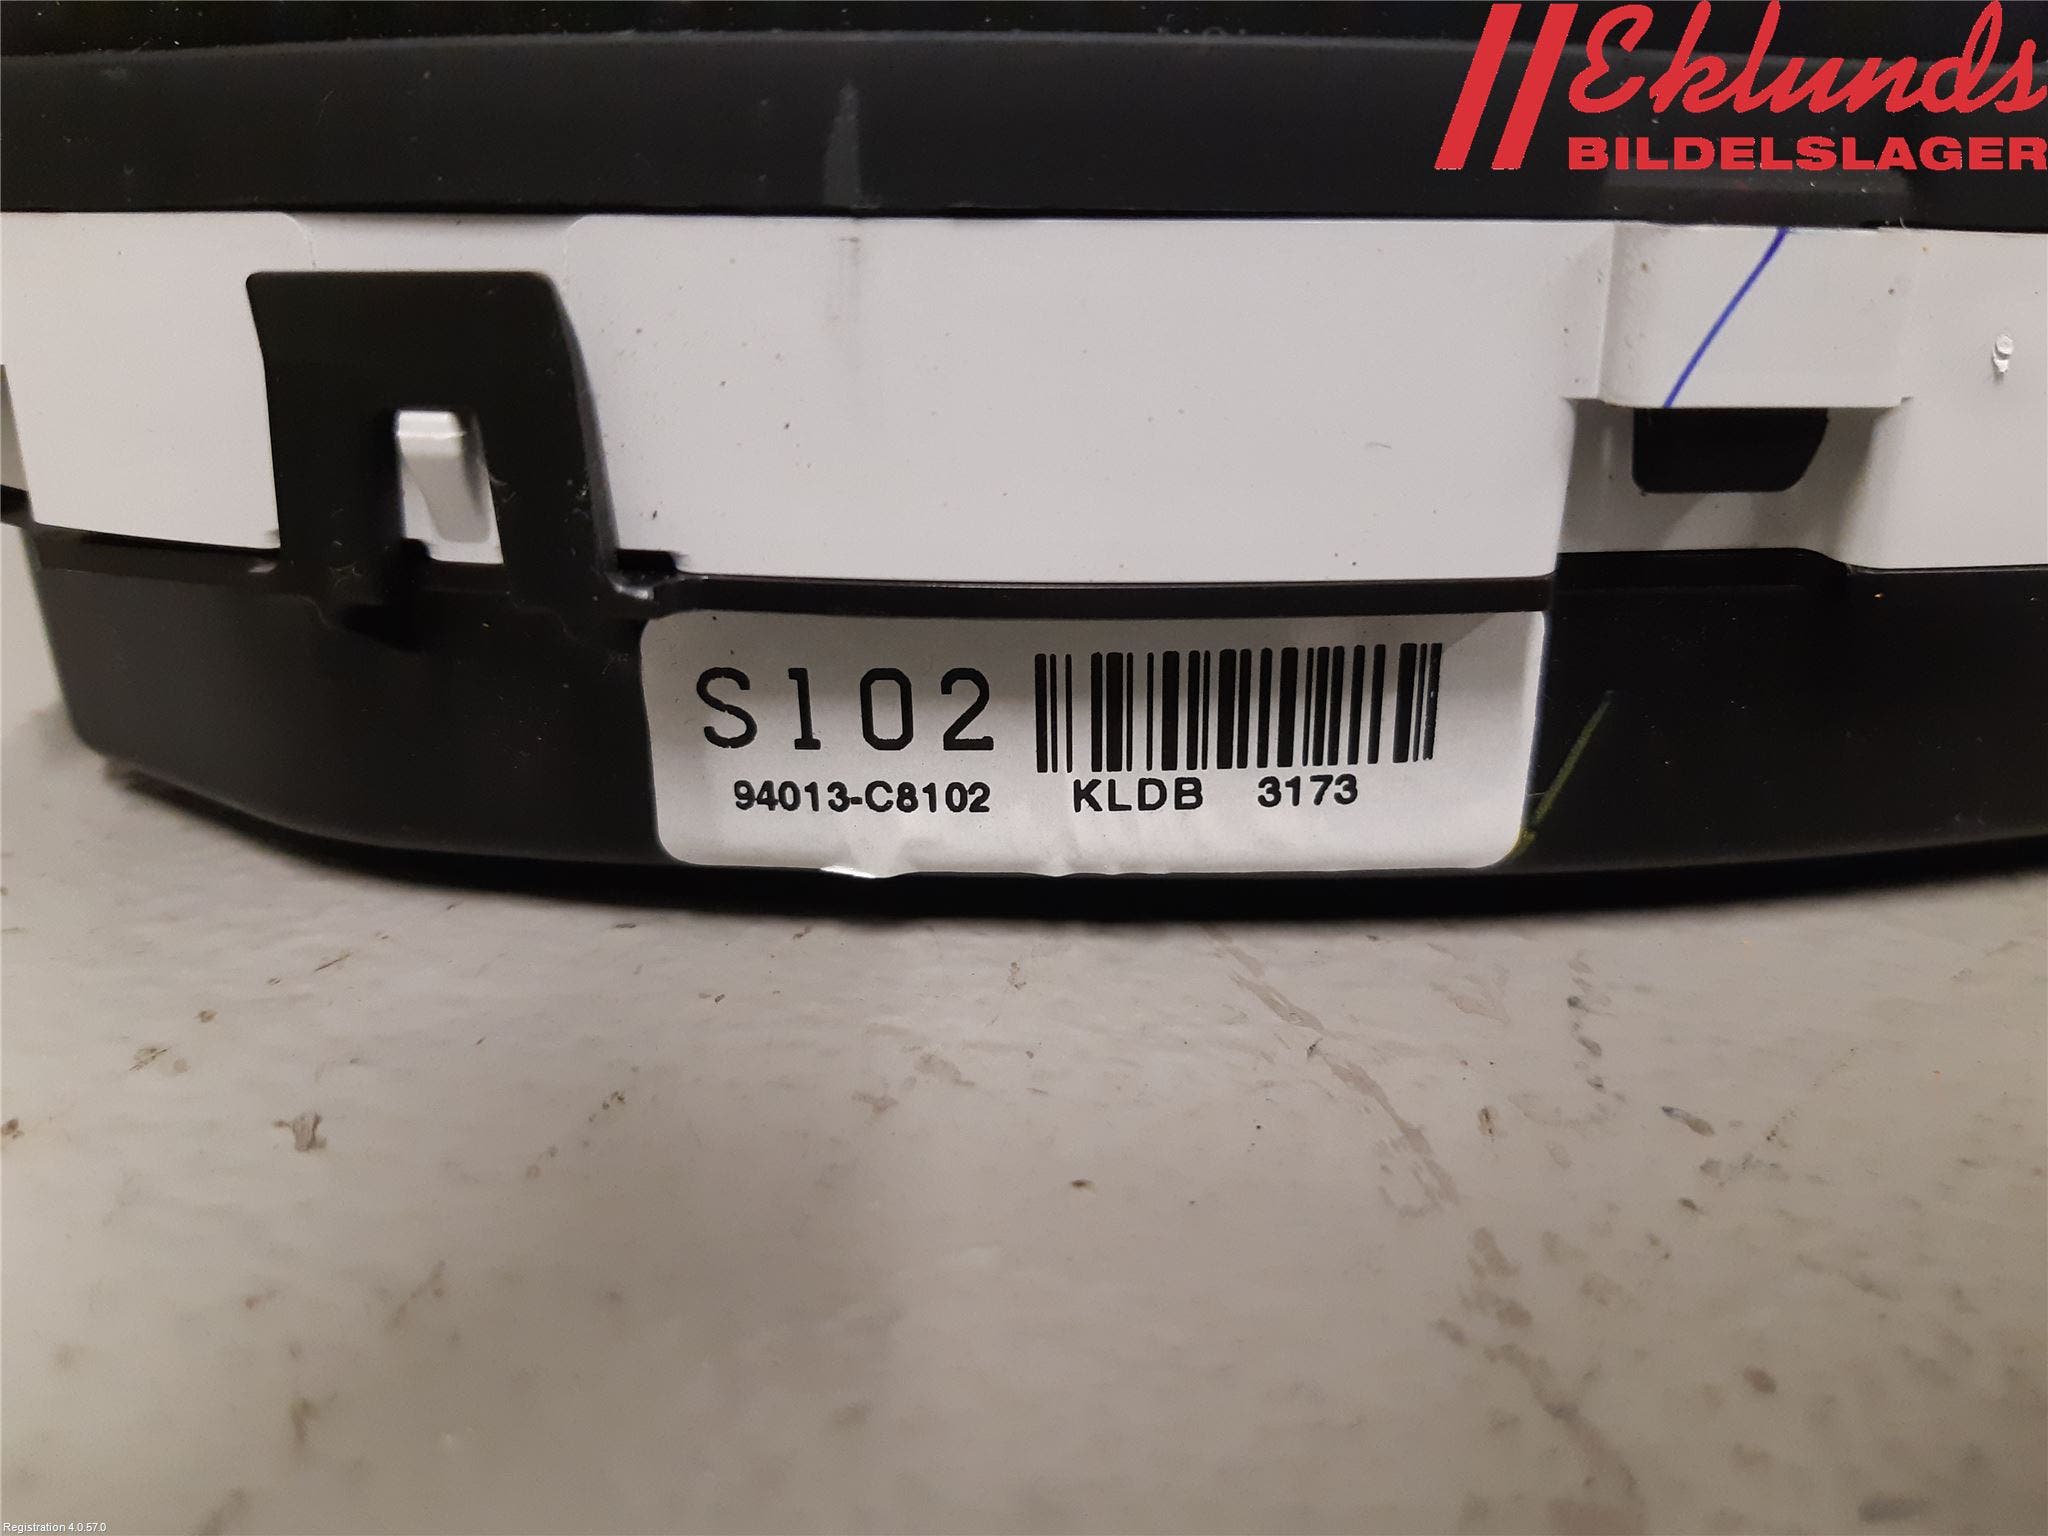 Eklunds
BILDELSLAGER
S102
94013-C8102 KLDB 3173
Registration 4.0.57.0